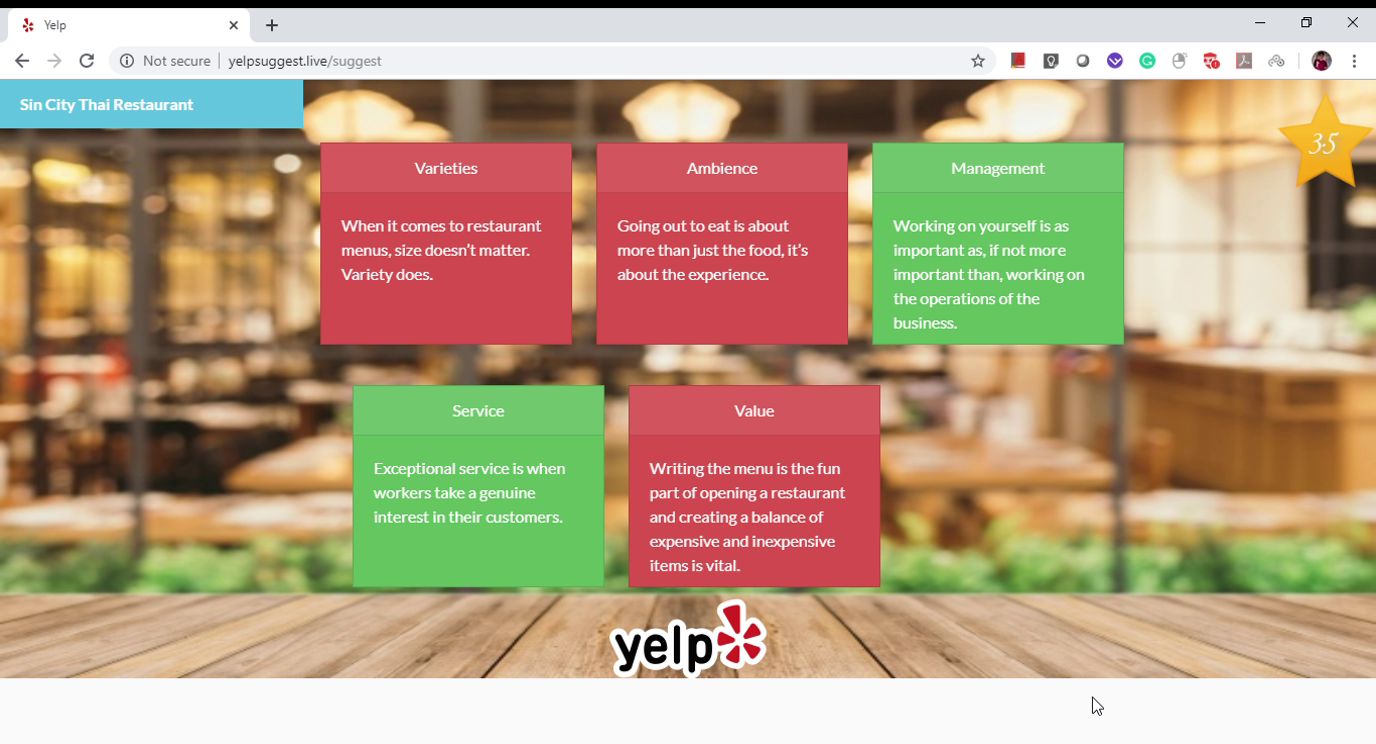 Yelp
Not secure
yelpsuggest.live/suggest
Sin City Thai Restaurant
3.5
Varieties
When it comes to restaurant
menus, size doesn’t matter.
Variety does.
Ambience
Going out to eat is about
more than just the food, it’s
about the experience.
Management
Working on yourself is as
important as, if not more
important than, working on
the operations of the
business.
Service
Exceptional service is when
workers take a genuine
interest in their customers.
Value
Writing the menu is the fun
part of opening a restaurant
and creating a balance of
expensive and inexpensive
items is vital.
yelp